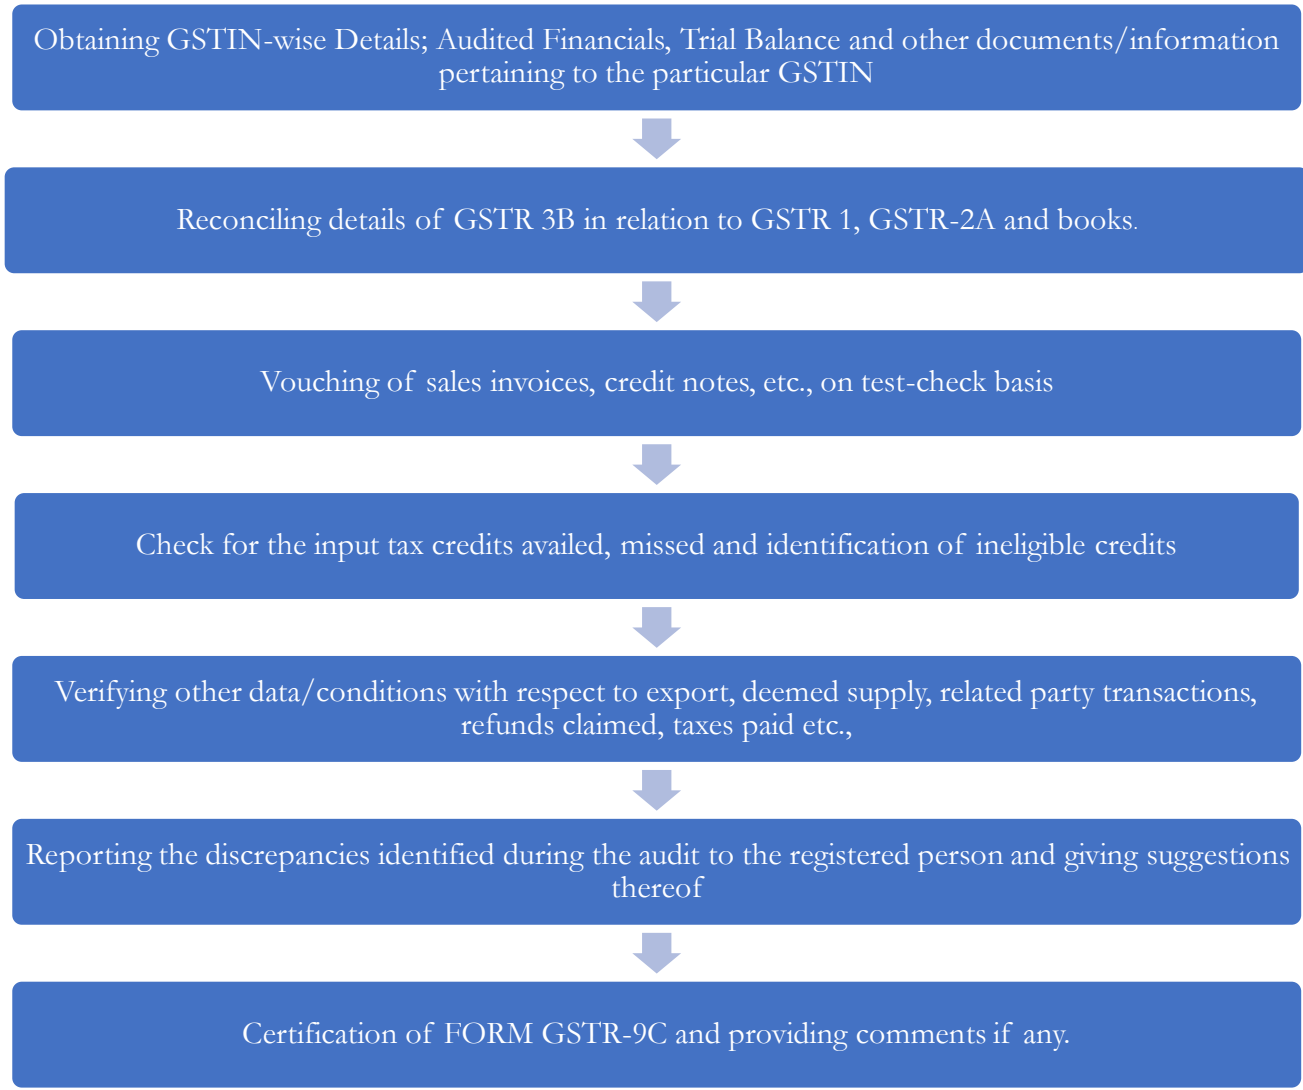 Obtaining GSTIN-wise Details; Audited Financials, Trial Balance and other documents/information
pertaining to the particular GSTIN
Reconciling details of GSTR 3B in relation to GSTR 1, GSTR-2A and books.
Vouching of sales invoices, credit notes, etc., on test-check basis
Check for the input tax credits availed, missed and identification of ineligible credits
Verifying other data/conditions with respect to export, deemed supply, related party transactions,
refunds claimed, taxes paid etc.,
Reporting the discrepancies identified during the audit to the registered person and giving suggestions
thereof
Certification of FORM GSTR-9C and providing comments if any.